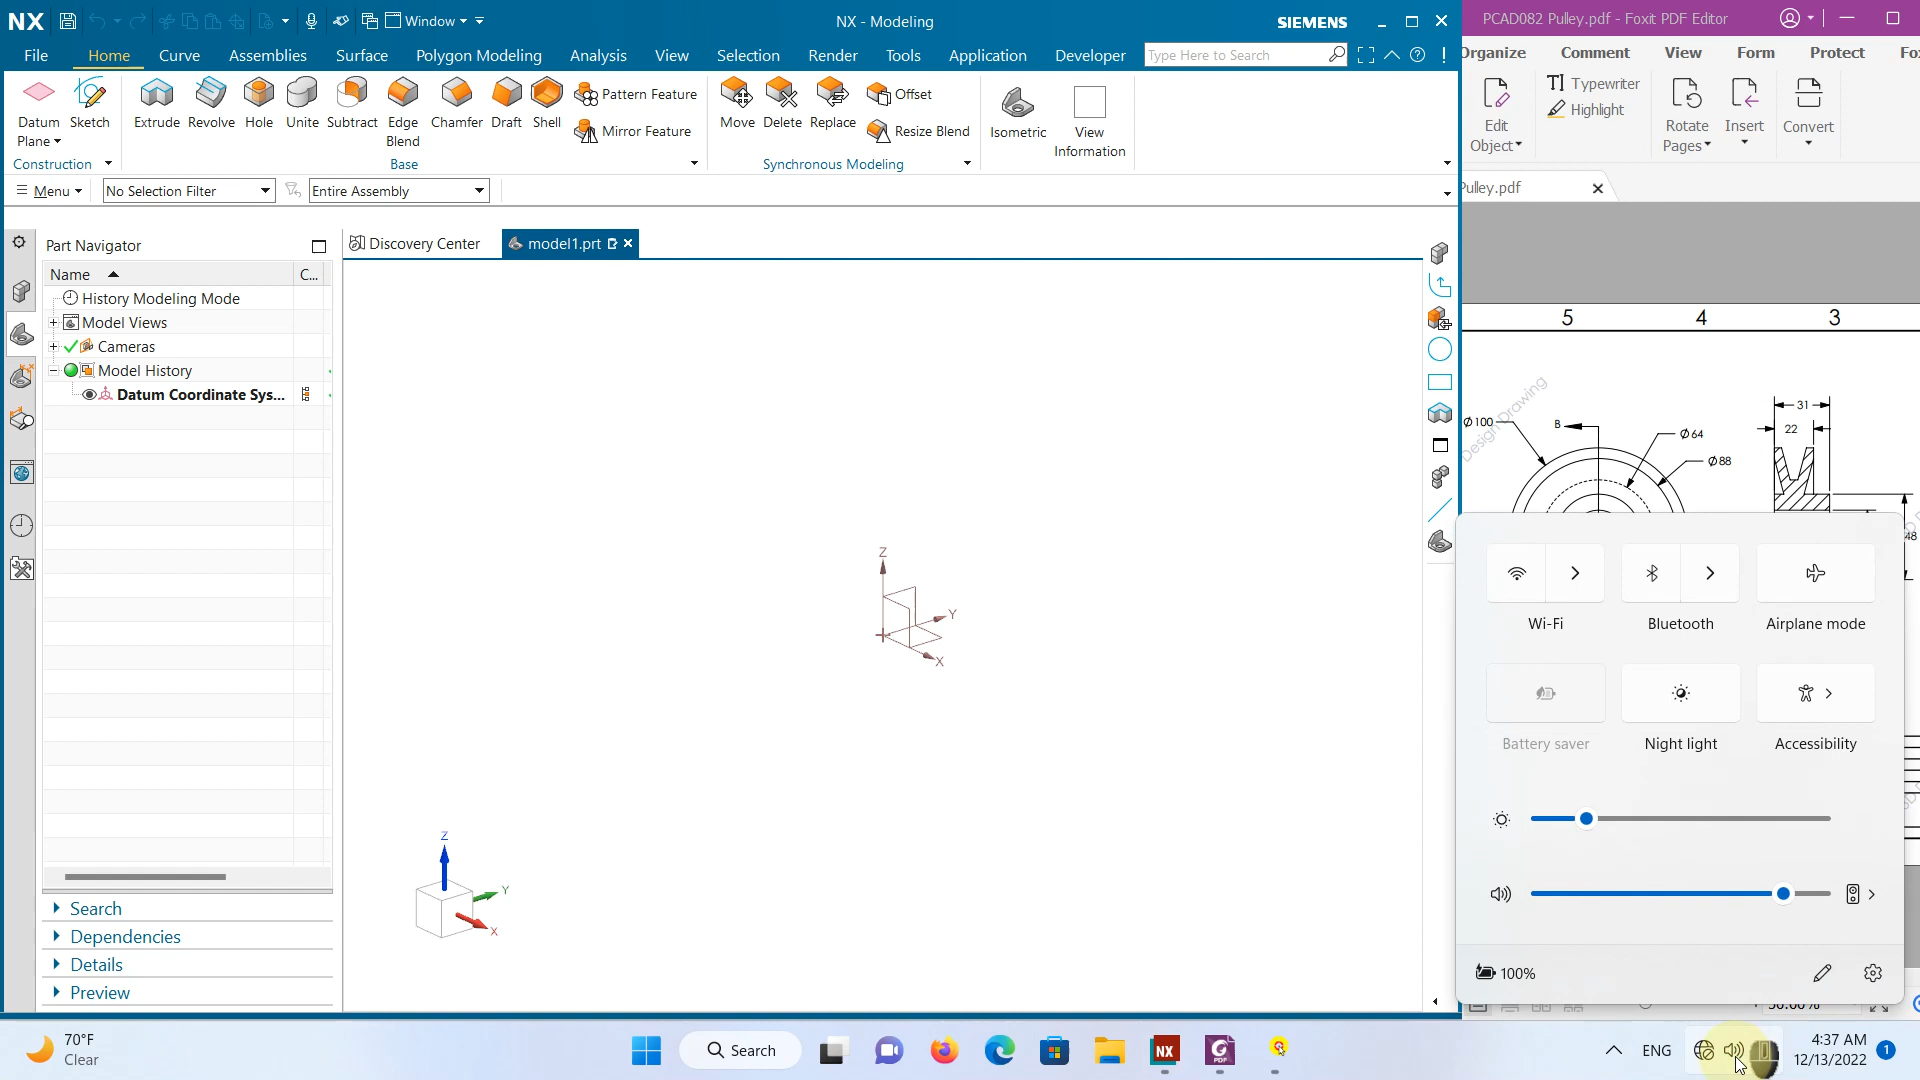 NX
Window
NX - Modeling
SIEMENS
PCAD082 Pulley.pdf - Foxit PDF Editor
File
Home
Curve
Assemblies
Surface
Polygon Modeling
Analysis
View
Selection
Render
Tools
Application
Developer
Type Here to Search
Organize
Comment
View
Form
Protect
Datum
Plane
Sketch
Extrude
Revolve
Hole
Unite
Subtract
Edge
Blend
Chamfer
Draft
Shell
Pattern Feature
Mirror Feature
Move
Delete
Replace
Offset
Resize Blend
Isometric
View
Information
Construction
Base
Synchronous Modeling
Edit
Object
Typewriter
Highlight
Rotate
Pages
Insert
Convert
Menu
No Selection Filter
Entire Assembly
Pulley.pdf
Part Navigator
Discovery Center
model1.prt
Name
C...
History Modeling Mode
Model Views
Cameras
Model History
Datum Coordinate Sys...
5
4
3
Design Drawing
31
22
Ø100
B
Ø64
Ø88
48
Z
Y
X
Z
Y
X
Wi-Fi
Bluetooth
Airplane mode
Battery saver
Night light
Accessibility
100%
Search
Dependencies
Details
Preview
70°F
Clear
Search
NX
PDF
ENG
4:37 AM
12/13/2022
1